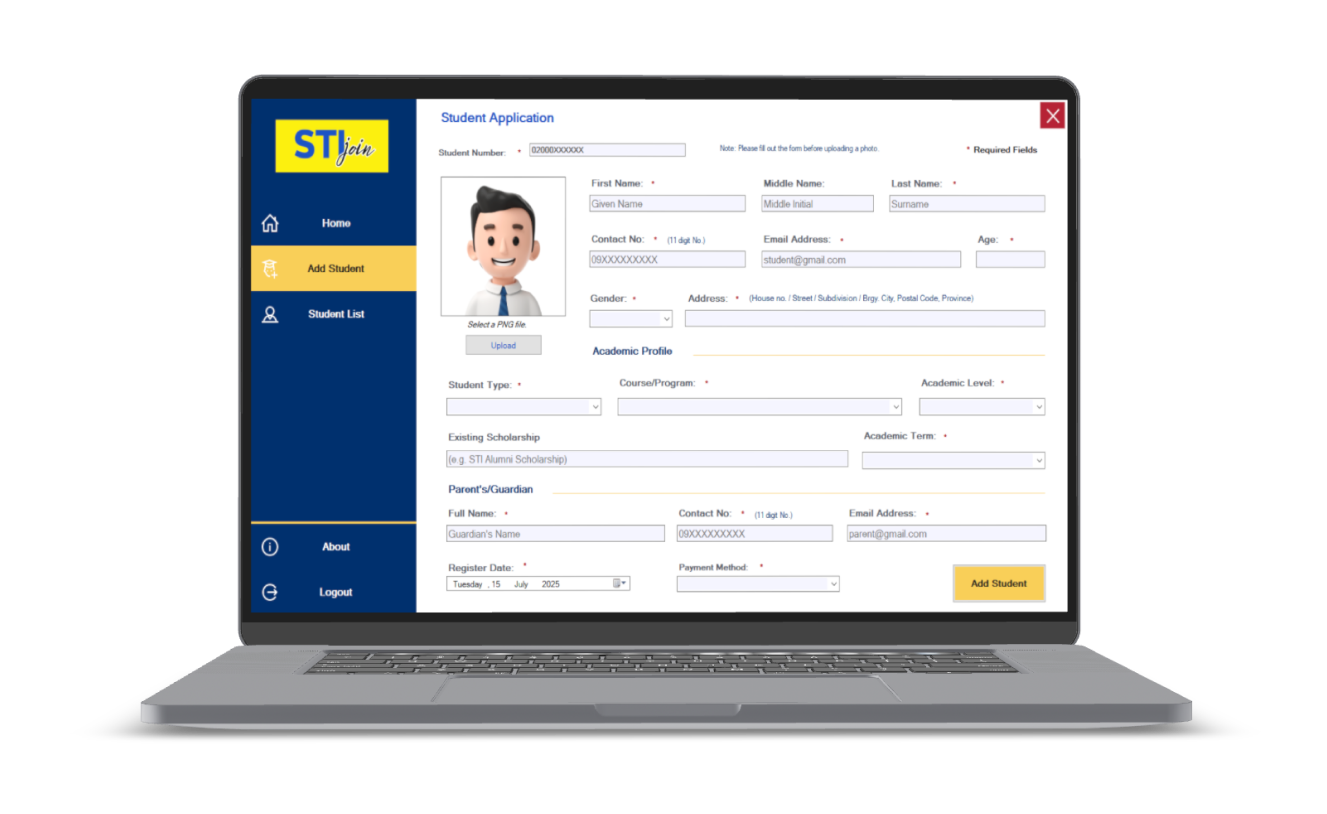 STI join
Home
Add Student
Student List
About
Logout
Student Application
Student Number: * 02000XXXXXX
Note: Please fill out the form before uploading a photo.
* Required Fields
First Name: * Middle Name: Last Name: *
Given Name Middle Initial Surname
Contact No: * (11 digit No.) Email Address: * Age: *
09XXXXXXXXX student@gmail.com
Gender: * Address: * (House no. / Street / Subdivision / Brgy. City, Postal Code, Province)
Select a PNG file.
Upload
Academic Profile
Student Type: * Course/Program: * Academic Level: *
Existing Scholarship Academic Term: *
(e.g. STI Alumni Scholarship)
Parent's/Guardian
Full Name: * Contact No: * (11 digt No.) Email Address: *
Guardian's Name 09XXXXXXXXX parent@gmail.com
Register Date: * Payment Method: *
Tuesday , 15 July 2025
Add Student